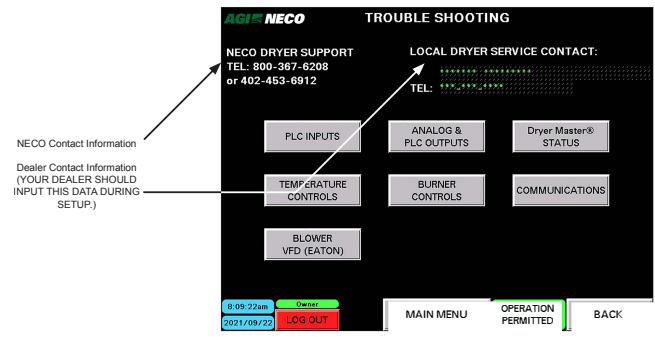 AGI NECO
TROUBLE SHOOTING
NECO DRYER SUPPORT
TEL: 800-367-6208
or 402-453-6912
LOCAL DRYER SERVICE CONTACT:
******* *********
TEL: ***-***-****
NECO Contact Information
Dealer Contact Information
(YOUR DEALER SHOULD
INPUT THIS DATA DURING
SETUP.)
PLC INPUTS
ANALOG &
PLC OUTPUTS
Dryer Master®
STATUS
TEMPERATURE
CONTROLS
BURNER
CONTROLS
COMMUNICATIONS
BLOWER
VFD (EATON)
8:09:22am
2021/09/22
Owner
LOG OUT
MAIN MENU
OPERATION
PERMITTED
BACK